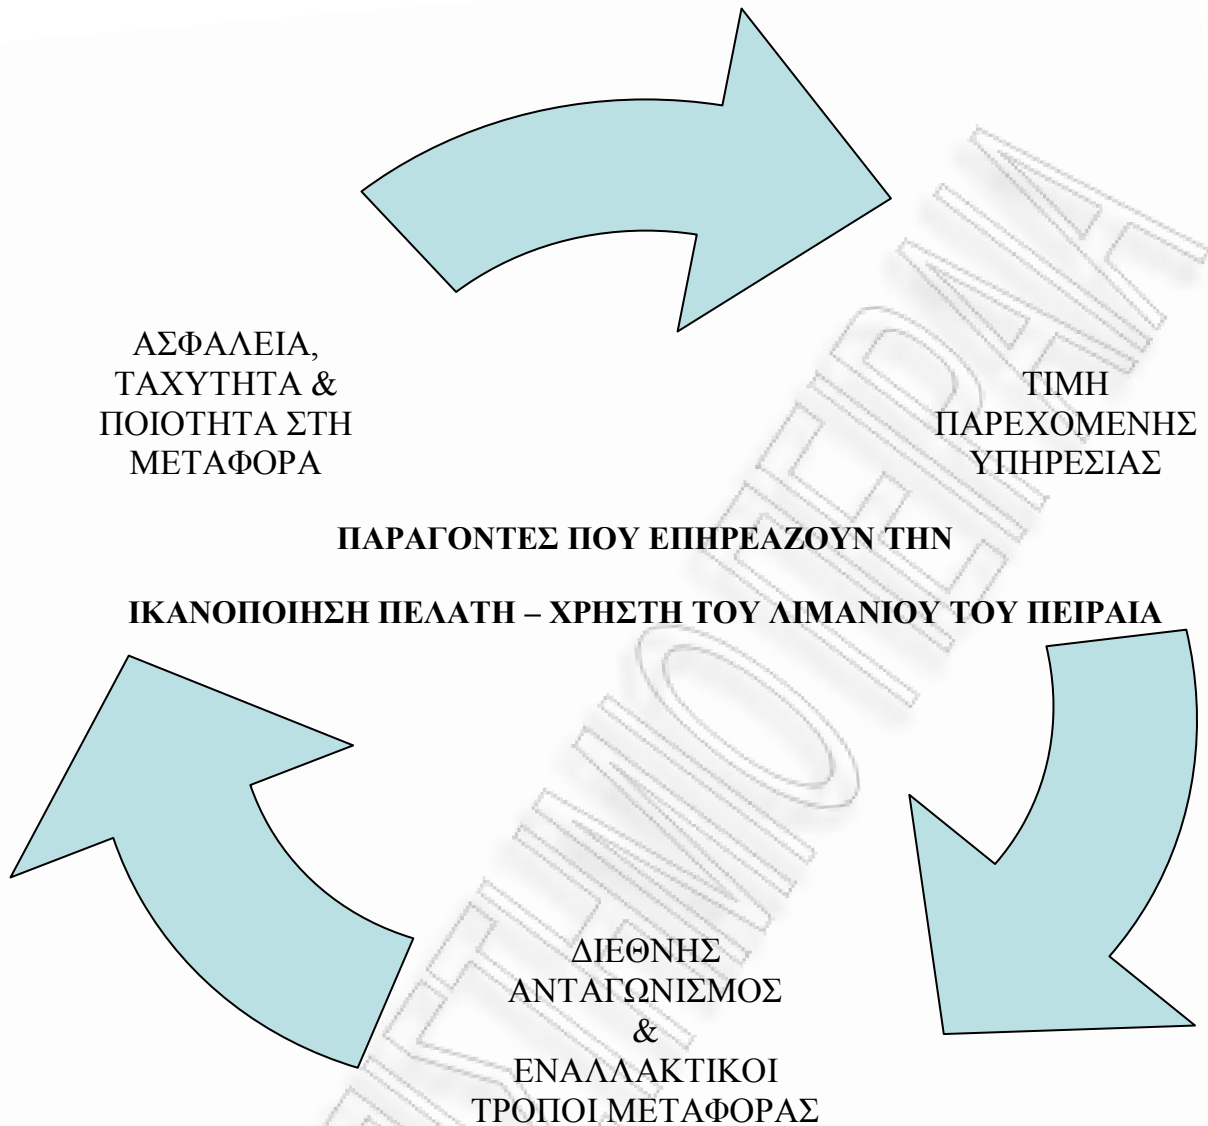 ΑΣΦΑΛΕΙΑ,
ΤΑΧΥΤΗΤΑ &
ΠΟΙΟΤΗΤΑ ΣΤΗ
ΜΕΤΑΦΟΡΑ
ΤΙΜΗ
ΠΑΡΕΧΟΜΕΝΗΣ
ΥΠΗΡΕΣΙΑΣ
ΠΑΡΑΓΟΝΤΕΣ ΠΟΥ ΕΠΗΡΕΑΖΟΥΝ ΤΗΝ
ΙΚΑΝΟΠΟΙΗΣΗ ΠΕΛΑΤΗ – ΧΡΗΣΤΗ ΤΟΥ ΛΙΜΑΝΙΟΥ ΤΟΥ ΠΕΙΡΑΙΑ
ΔΙΕΘΝΗΣ
ΑΝΤΑΓΩΝΙΣΜΟΣ
&
ΕΝΑΛΛΑΚΤΙΚΟΙ
ΤΡΟΠΟΙ ΜΕΤΑΦΟΡΑΣ
ΠΕΙΡΑΙΑ